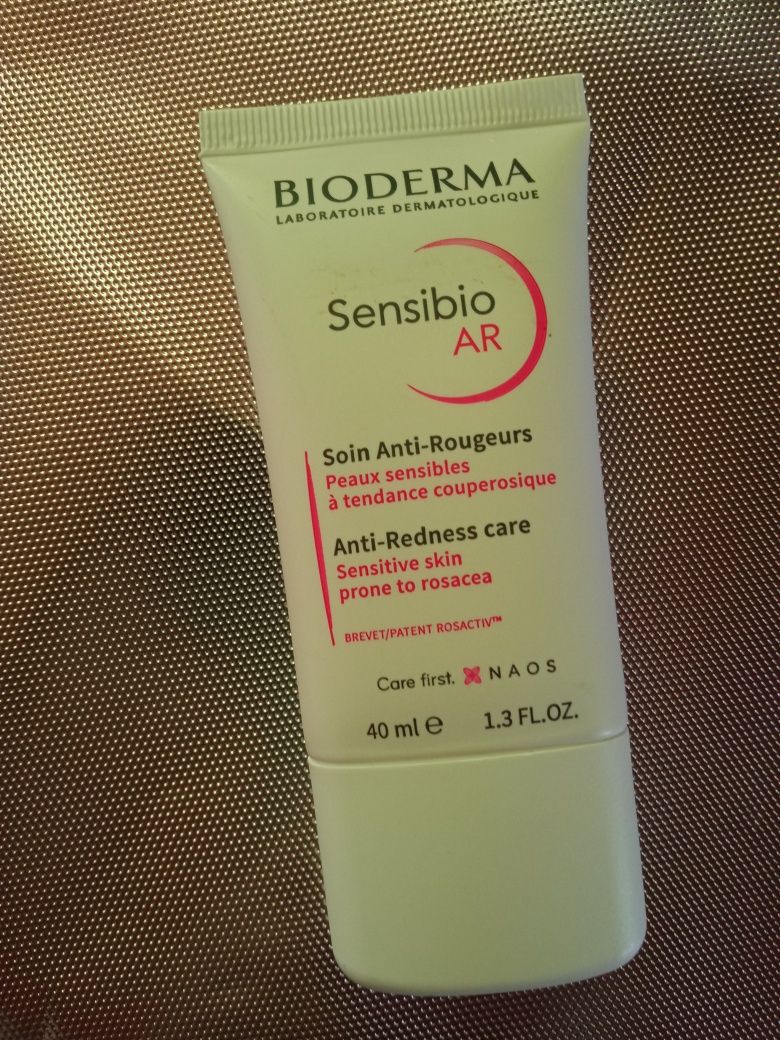 BIODERMA
LABORATOIRE DERMATOLOGIQUE
Sensibio
AR
Soin Anti-Rougeurs
Peaux sensibles
à tendance couperosique
Anti-Redness care
Sensitive skin
prone to rosacea
BREVET/PATENT ROSACTIV™
Care first. NAOS
40 ml ℮ 1.3 FL.OZ.